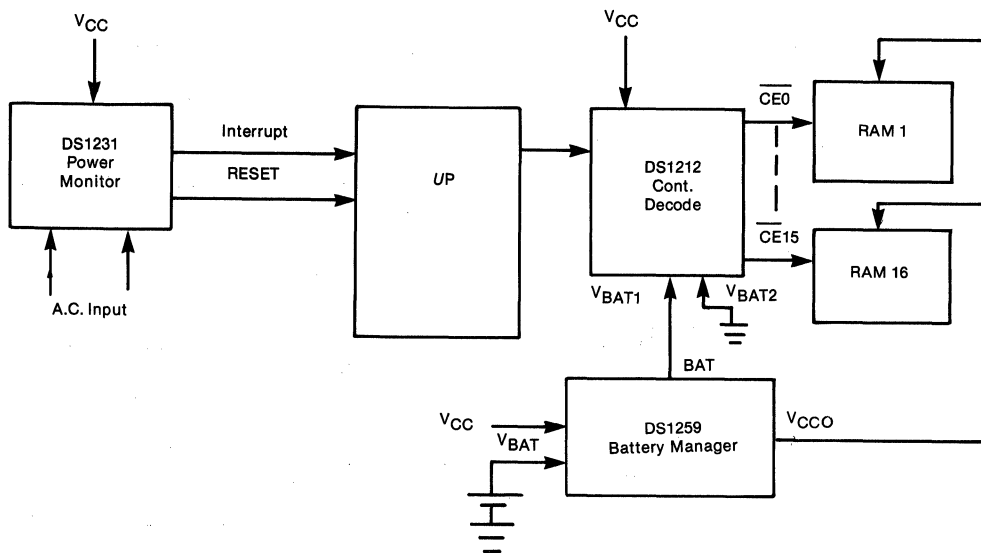 VCC
DS1231
Power
Monitor
Interrupt
RESET
A.C. Input
UP
VCC
DS1212
Cont.
Decode
CE0
CE15
RAM 1
RAM 16
VBAT1
VBAT2
BAT
VCC
VBAT
DS1259
Battery Manager
VCCO